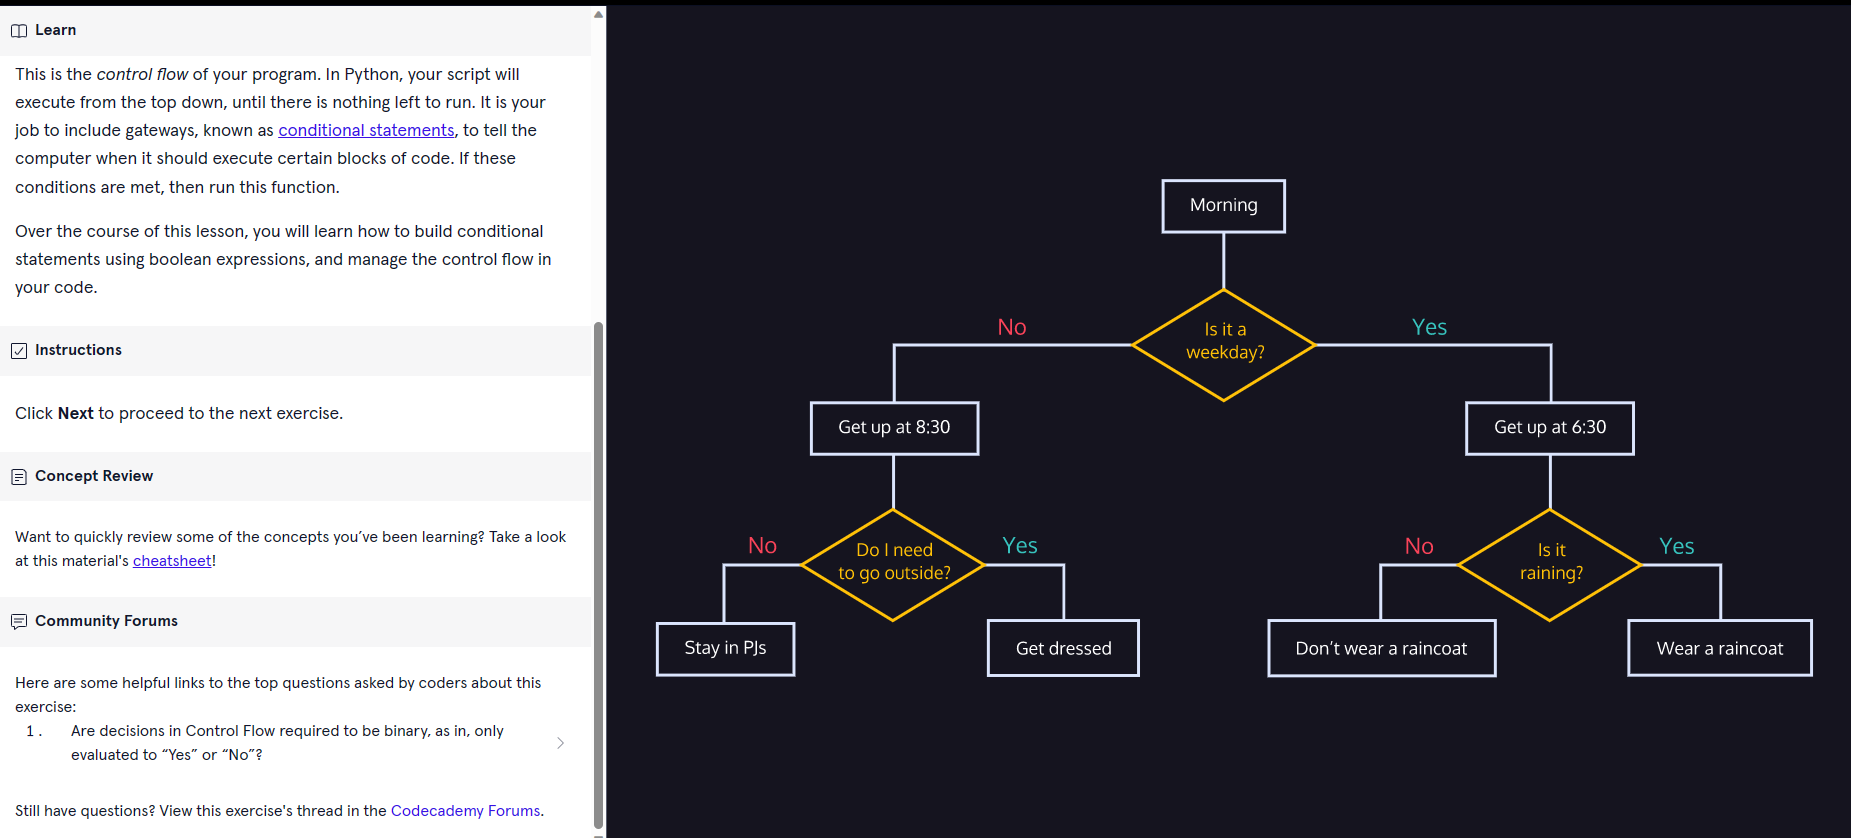 Learn
This is the control flow of your program. In Python, your script will
execute from the top down, until there is nothing left to run. It is your
job to include gateways, known as conditional statements, to tell the
computer when it should execute certain blocks of code. If these
conditions are met, then run this function.
Over the course of this lesson, you will learn how to build conditional
statements using boolean expressions, and manage the control flow in
your code.
Instructions
Click Next to proceed to the next exercise.
Concept Review
Want to quickly review some of the concepts you’ve been learning? Take a look
at this material's cheatsheet!
Community Forums
Here are some helpful links to the top questions asked by coders about this
exercise:
1. Are decisions in Control Flow required to be binary, as in, only
evaluated to “Yes” or “No”?
Still have questions? View this exercise's thread in the Codecademy Forums.
Morning
Is it a
weekday?
No
Yes
Get up at 8:30
Get up at 6:30
Do I need
to go outside?
No
Yes
Is it
raining?
No
Yes
Stay in PJs
Get dressed
Don’t wear a raincoat
Wear a raincoat